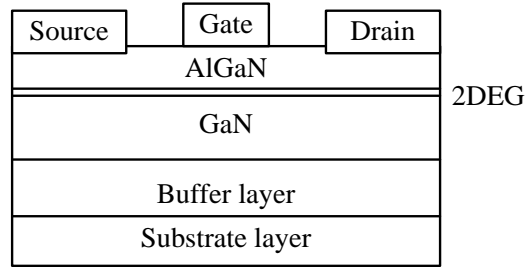 Source
Gate
Drain
AlGaN
2DEG
GaN
Buffer layer
Substrate layer